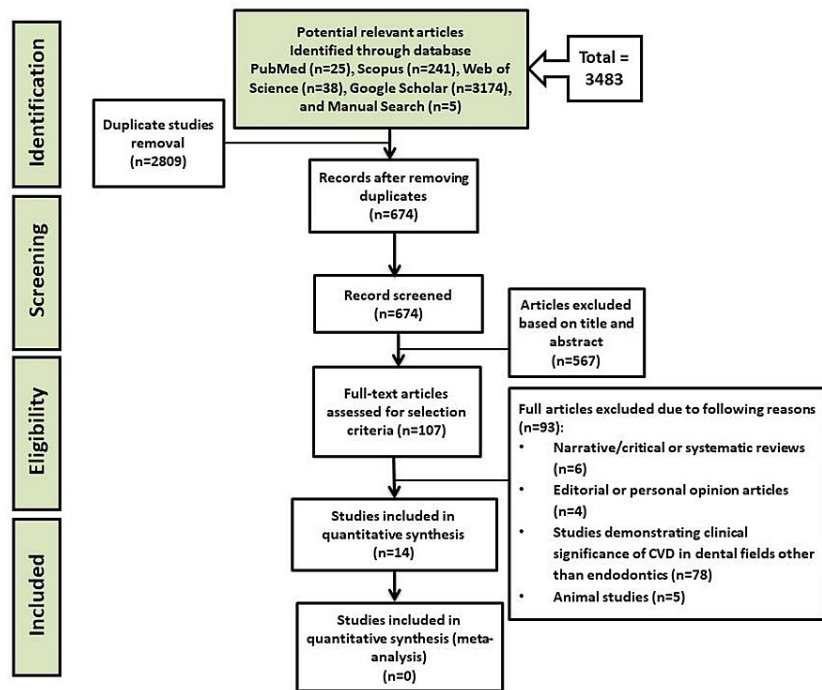 Identification
Potential relevant articles
Identified through database
PubMed (n=25), Scopus (n=241), Web of
Science (n=38), Google Scholar (n=3174),
and Manual Search (n=5)
Total =
3483
Duplicate studies
removal
(n=2809)
Records after removing
duplicates
(n=674)
Screening
Record screened
(n=674)
Articles excluded
based on title and
abstract
(n=567)
Eligibility
Full-text articles
assessed for selection
criteria (n=107)
Full articles excluded due to following reasons
(n=93):
• Narrative/critical or systematic reviews
(n=6)
• Editorial or personal opinion articles
(n=4)
• Studies demonstrating clinical
significance of CVD in dental fields other
than endodontics (n=78)
• Animal studies (n=5)
Included
Studies included in
quantitative synthesis
(n=14)
Studies included in
quantitative synthesis (meta-
analysis)
(n=0)